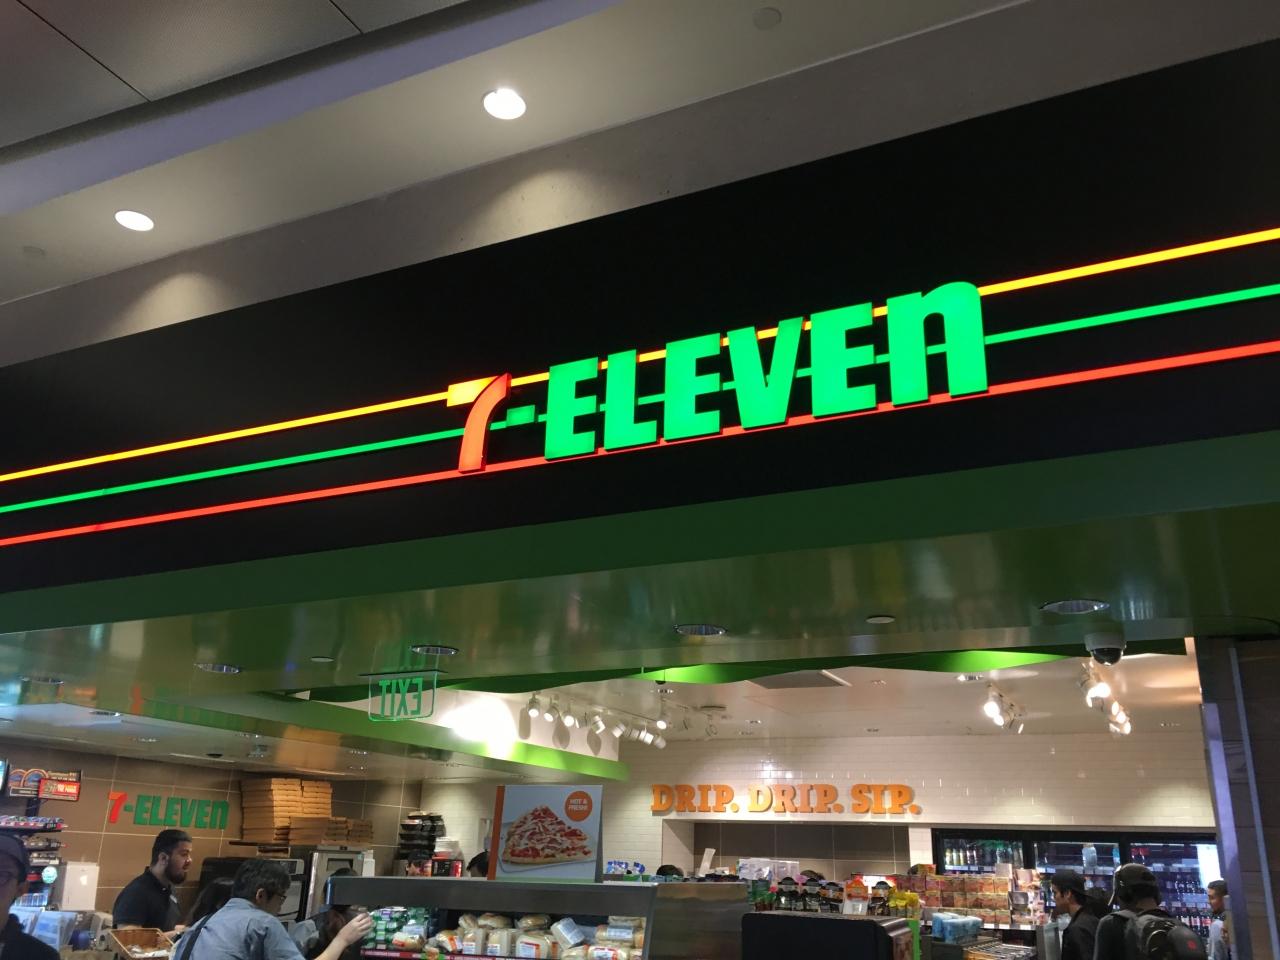 7-ELEVEn
EXIT
7-ELEVEn
HOT &
FRESH!
DRIP. DRIP. SIP.